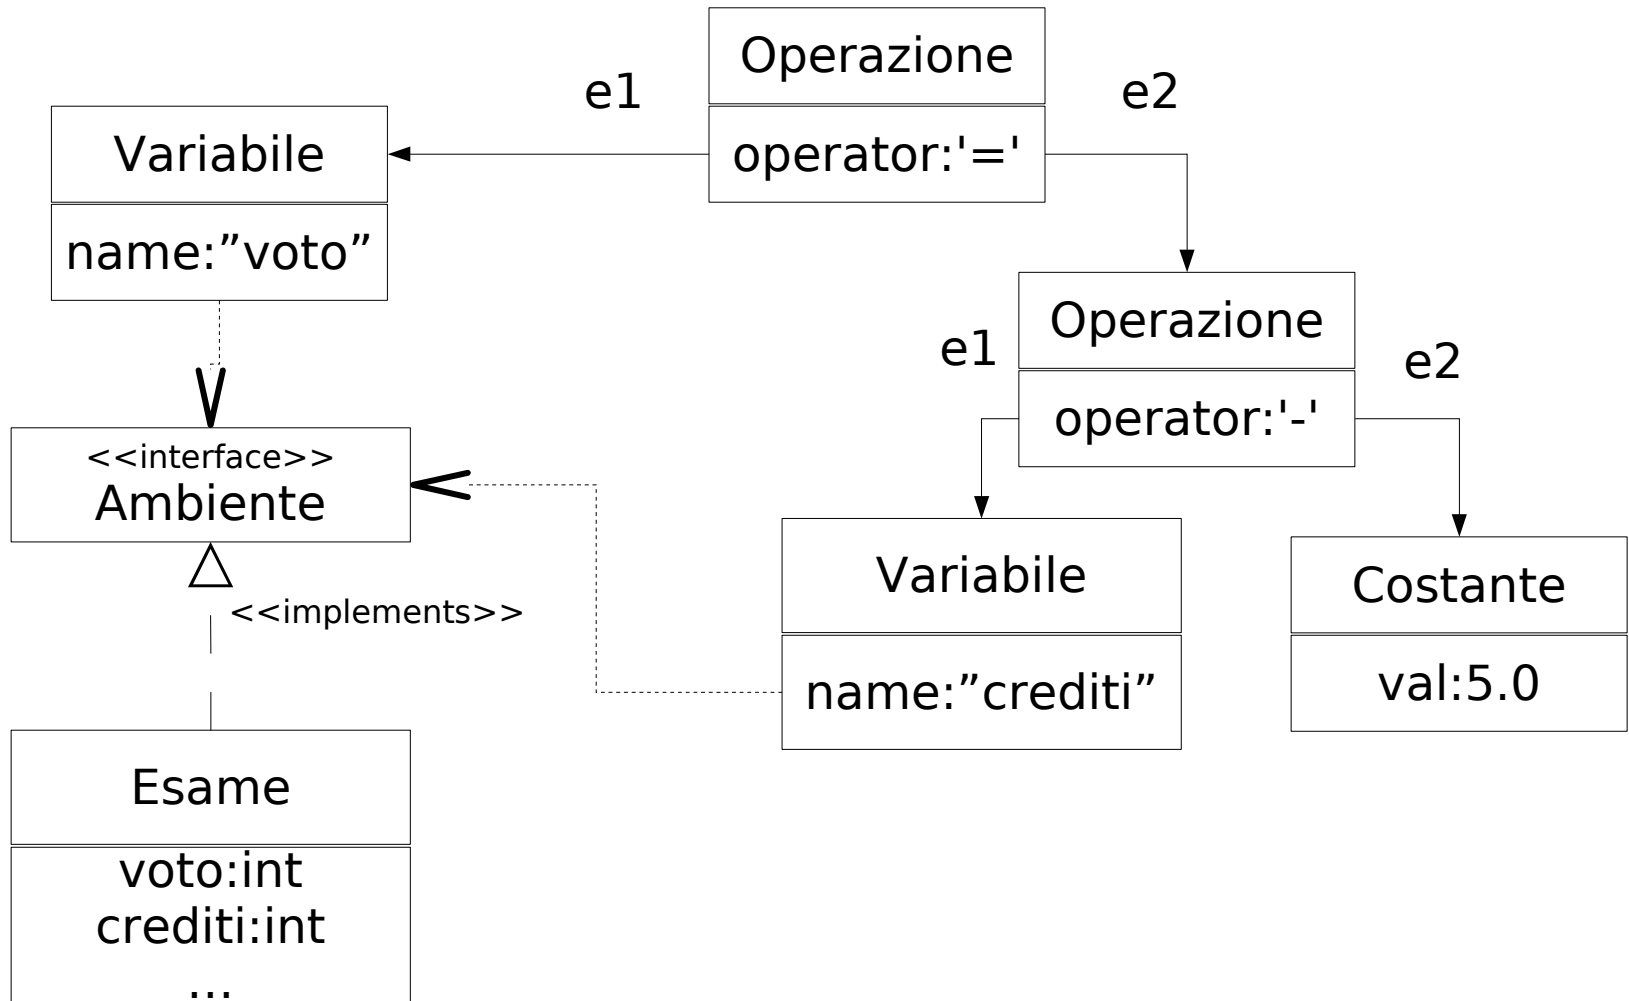 Operazione
e1
e2
operator:'='
Variabile
name:”voto”
Operazione
e1
e2
operator:'-'
<<interface>>
Ambiente
Variabile
name:”crediti”
Costante
val:5.0
<<implements>>
Esame
voto:int
crediti:int
...